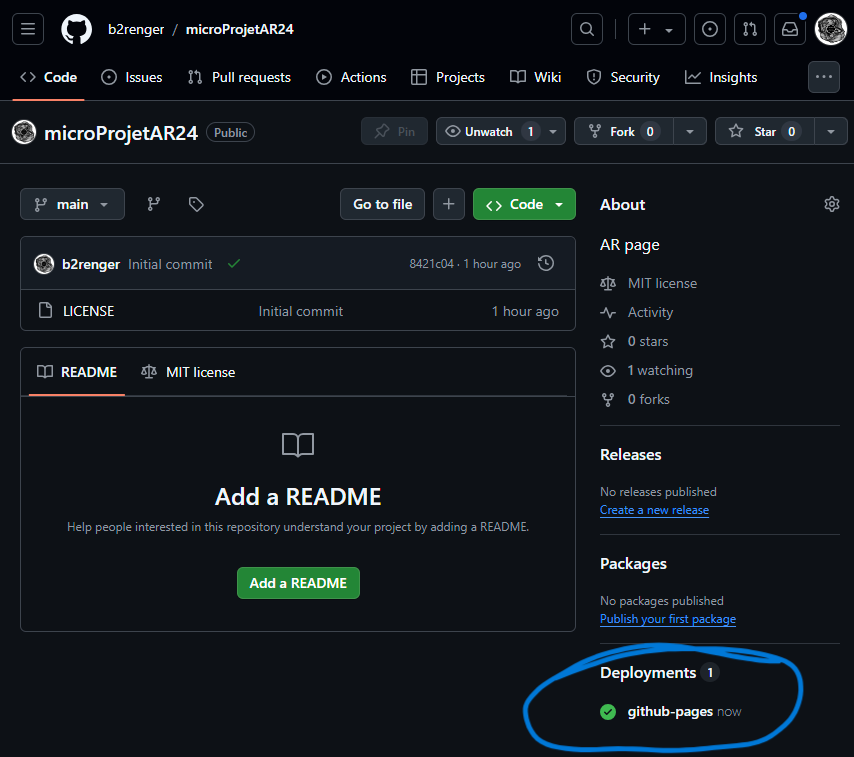 b2renger / microProjetAR24
Code Issues Pull requests Actions Projects Wiki Security Insights
microProjetAR24 Public Pin Unwatch 1 Fork 0 Star 0
main Go to file Code
b2renger Initial commit 8421c04 · 1 hour ago
LICENSE Initial commit 1 hour ago
README MIT license
Add a README
Help people interested in this repository understand your project by adding a README.
Add a README
About
AR page
MIT license
Activity
0 stars
1 watching
0 forks
Releases
No releases published
Create a new release
Packages
No packages published
Publish your first package
Deployments 1
github-pages now